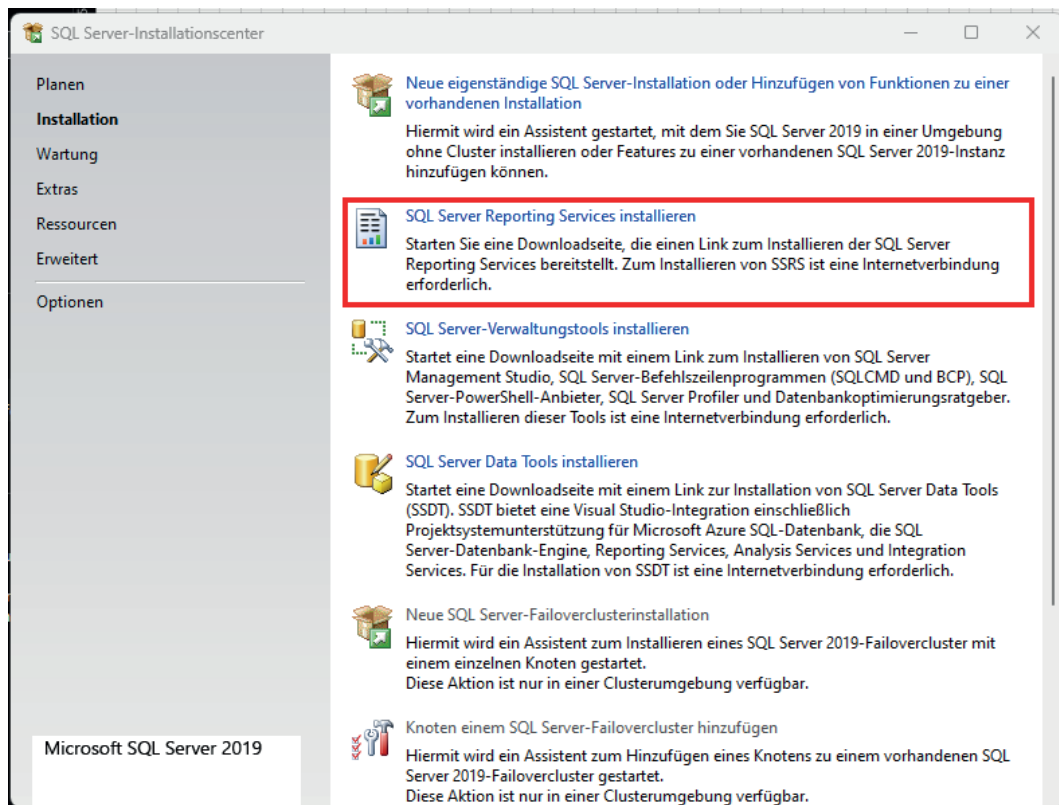 SQL Server-Installationscenter
Planen
Installation
Wartung
Extras
Ressourcen
Erweitert
Optionen
Microsoft SQL Server 2019
Neue eigenständige SQL Server-Installation oder Hinzufügen von Funktionen zu einer
vorhandenen Installation
Hiermit wird ein Assistent gestartet, mit dem Sie SQL Server 2019 in einer Umgebung
ohne Cluster installieren oder Features zu einer vorhandenen SQL Server 2019-Instanz
hinzufügen können.
SQL Server Reporting Services installieren
Starten Sie eine Downloadseite, die einen Link zum Installieren der SQL Server
Reporting Services bereitstellt. Zum Installieren von SSRS ist eine Internetverbindung
erforderlich.
SQL Server-Verwaltungstools installieren
Startet eine Downloadseite mit einem Link zum Installieren von SQL Server
Management Studio, SQL Server-Befehlszeilenprogrammen (SQLCMD und BCP), SQL
Server-PowerShell-Anbieter, SQL Server Profiler und Datenbankoptimierungsratgeber.
Zum Installieren dieser Tools ist eine Internetverbindung erforderlich.
SQL Server Data Tools installieren
Startet eine Downloadseite mit einem Link zur Installation von SQL Server Data Tools
(SSDT). SSDT bietet eine Visual Studio-Integration einschließlich
Projektsystemunterstützung für Microsoft Azure SQL-Datenbank, die SQL
Server-Datenbank-Engine, Reporting Services, Analysis Services und Integration
Services. Für die Installation von SSDT ist eine Internetverbindung erforderlich.
Neue SQL Server-Failoverclusterinstallation
Hiermit wird ein Assistent zum Installieren eines SQL Server 2019-Failovercluster mit
einem einzelnen Knoten gestartet.
Diese Aktion ist nur in einer Clusterumgebung verfügbar.
Knoten einem SQL Server-Failovercluster hinzufügen
Hiermit wird ein Assistent zum Hinzufügen eines Knotens zu einem vorhandenen SQL
Server 2019-Failovercluster gestartet.
Diese Aktion ist nur in einer Clusterumgebung verfügbar.